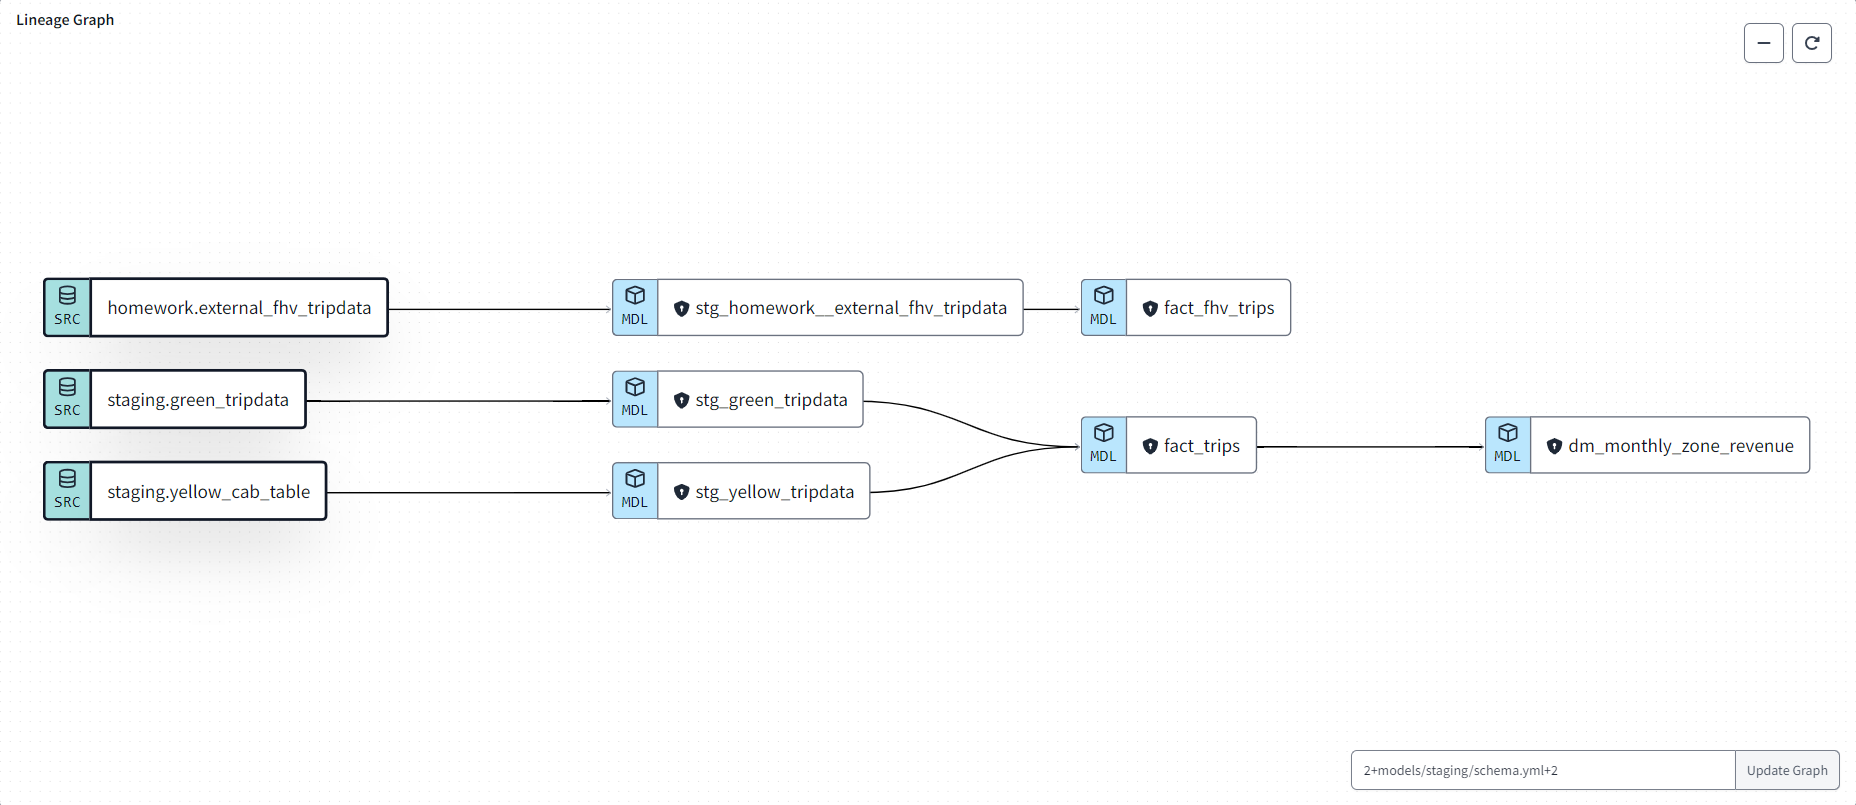 Lineage Graph
SRC
homework.external_fhv_tripdata
MDL
stg_homework__external_fhv_tripdata
MDL
fact_fhv_trips
SRC
staging.green_tripdata
MDL
stg_green_tripdata
MDL
fact_trips
MDL
dm_monthly_zone_revenue
SRC
staging.yellow_cab_table
MDL
stg_yellow_tripdata
2+models/staging/schema.yml+2
Update Graph